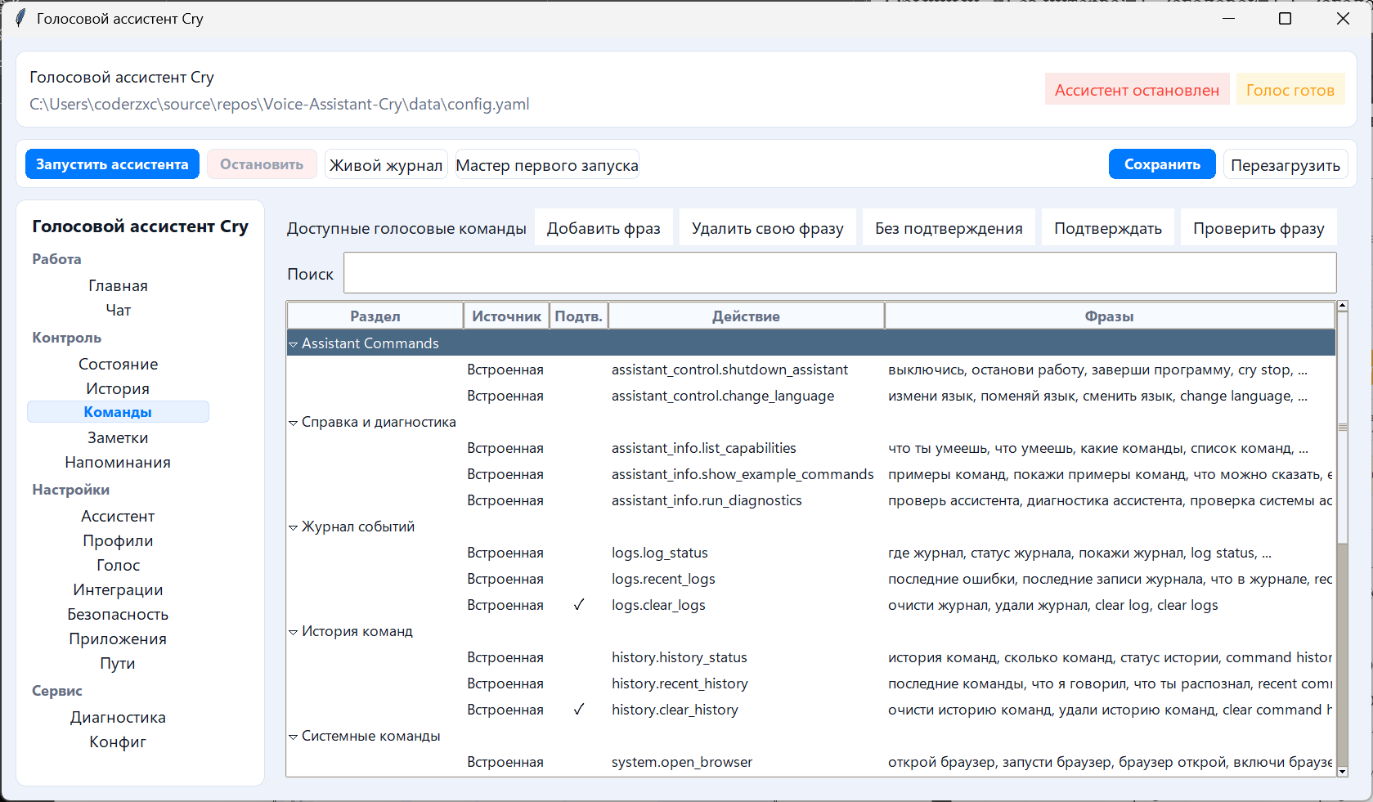 Голосовой ассистент Cry
Голосовой ассистент Cry
C:\Users\coderzxc\source\repos\Voice-Assistant-Cry\data\config.yaml
Ассистент остановлен
Голос готов
Запустить ассистента
Остановить
Живой журнал
Мастер первого запуска
Сохранить
Перезагрузить
Голосовой ассистент Cry
Работа
Главная
Чат
Контроль
Состояние
История
Команды
Заметки
Напоминания
Настройки
Ассистент
Профили
Голос
Интеграции
Безопасность
Приложения
Пути
Сервис
Диагностика
Конфиг
Доступные голосовые команды
Добавить фраз
Удалить свою фразу
Без подтверждения
Подтверждать
Проверить фразу
Поиск
Раздел Источник Подтв. Действие Фразы
Assistant Commands
Встроенная assistant_control.shutdown_assistant выключись, останови работу, заверши программу, cry stop, ...
Встроенная assistant_control.change_language измени язык, поменяй язык, сменить язык, change language, ...
Справка и диагностика
Встроенная assistant_info.list_capabilities что ты умеешь, что умеешь, какие команды, список команд, ...
Встроенная assistant_info.show_example_commands примеры команд, покажи примеры команд, что можно сказать, e
Встроенная assistant_info.run_diagnostics проверь ассистента, диагностика ассистента, проверка системы ас
Журнал событий
Встроенная logs.log_status где журнал, статус журнала, покажи журнал, log status, ...
Встроенная logs.recent_logs последние ошибки, последние записи журнала, что в журнале, rec
Встроенная ✓ logs.clear_logs очисти журнал, удали журнал, clear log, clear logs
История команд
Встроенная history.history_status история команд, сколько команд, статус истории, command histor
Встроенная history.recent_history последние команды, что я говорил, что ты распознал, recent com
Встроенная ✓ history.clear_history очисти историю команд, удали историю команд, clear command h
Системные команды
Встроенная system.open_browser открой браузер, запусти браузер, браузер открой, включи браузе